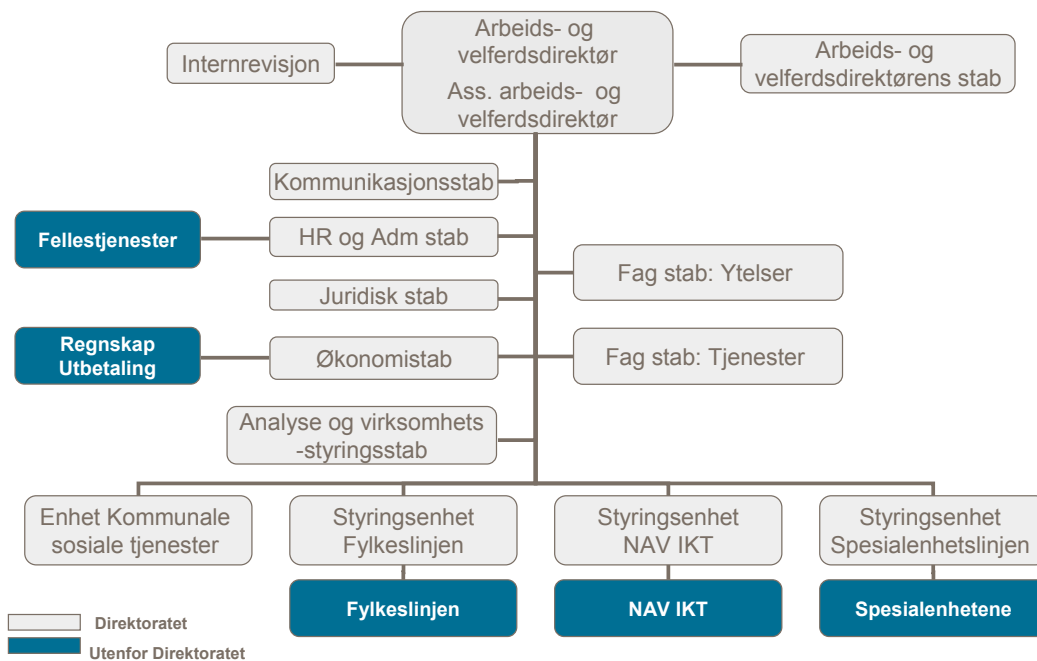 Arbeids- og
velferdsdirektør
Ass. arbeids- og
velferdsdirektør
Internrevisjon
Arbeids- og
velferdsdirektørens stab
Kommunikasjonsstab
Fellestjenester
HR og Adm stab
Fag stab: Ytelser
Juridisk stab
Regnskap
Utbetaling
Økonomistab
Fag stab: Tjenester
Analyse og virksomhets
-styringsstab
Enhet Kommunale
sosiale tjenester
Styringsenhet
Fylkeslinjen
Styringsenhet
NAV IKT
Styringsenhet
Spesialenhetslinjen
Fylkeslinjen
NAV IKT
Spesialenhetene
Direktoratet
Utenfor Direktoratet